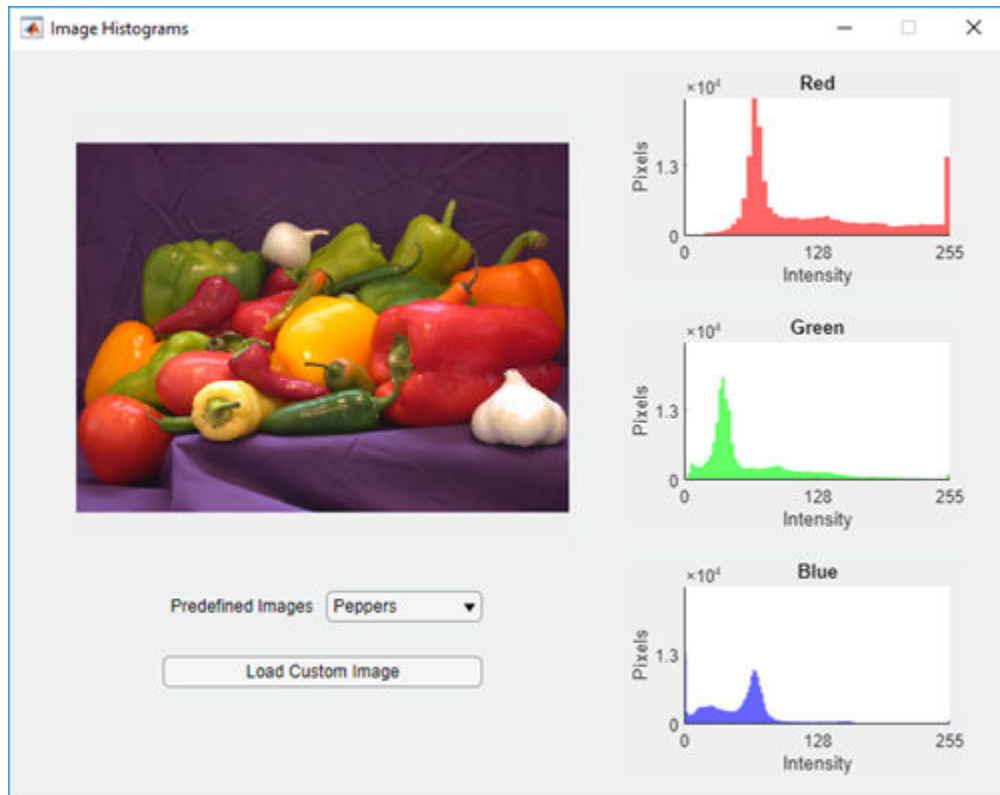 Image Histograms
Predefined Images Peppers
Load Custom Image
Red
×10⁴
Pixels
1.3
0
0 128 255
Intensity
Green
×10⁴
Pixels
1.3
0
0 128 255
Intensity
Blue
×10⁴
Pixels
1.3
0
0 128 255
Intensity